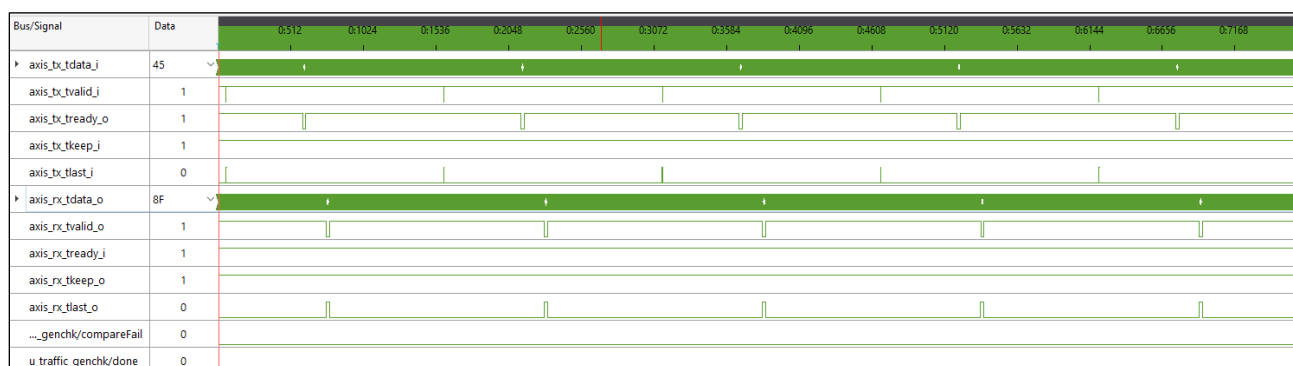 Bus/Signal Data 0:512 0:1024 0:1536 0:2048 0:2560 0:3072 0:3584 0:4096 0:4608 0:5120 0:5632 0:6144 0:6656 0:7168
axis_tx_tdata_i 45
axis_tx_tvalid_i 1
axis_tx_tready_o 1
axis_tx_tkeep_i 1
axis_tx_tlast_i 0
axis_rx_tdata_o 8F
axis_rx_tvalid_o 1
axis_rx_tready_i 1
axis_rx_tkeep_o 1
axis_rx_tlast_o 0
..._genchk/compareFail 0
u_traffic_genchk/done 0